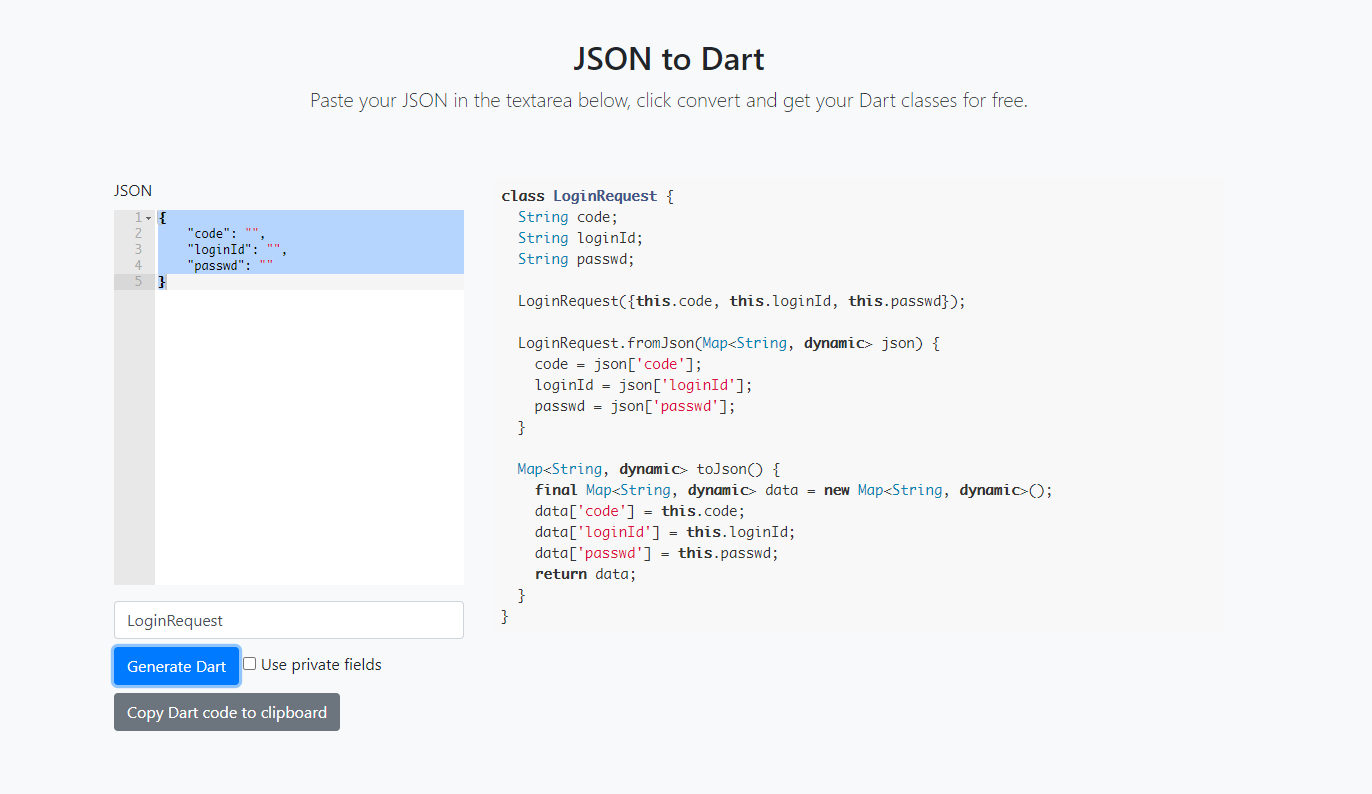 JSON to Dart
Paste your JSON in the textarea below, click convert and get your Dart classes for free.
JSON
1 {
2     "code": "",
3     "loginId": "",
4     "passwd": ""
5 }
LoginRequest
Generate Dart Use private fields
Copy Dart code to clipboard
class LoginRequest {
  String code;
  String loginId;
  String passwd;

  LoginRequest({this.code, this.loginId, this.passwd});

  LoginRequest.fromJson(Map<String, dynamic> json) {
    code = json['code'];
    loginId = json['loginId'];
    passwd = json['passwd'];
  }

  Map<String, dynamic> toJson() {
    final Map<String, dynamic> data = new Map<String, dynamic>();
    data['code'] = this.code;
    data['loginId'] = this.loginId;
    data['passwd'] = this.passwd;
    return data;
  }
}